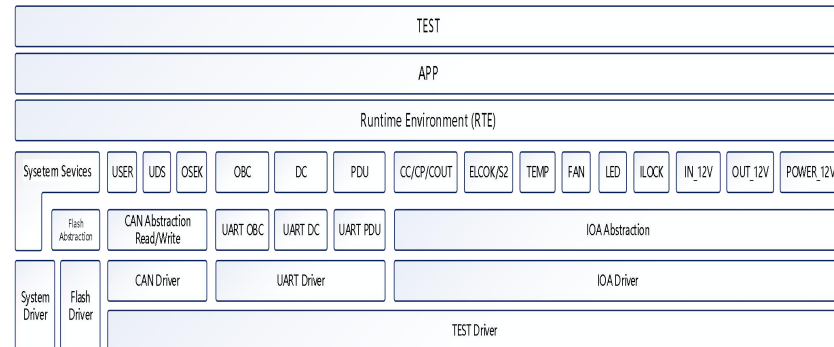 TEST
APP
Runtime Environment (RTE)
Sysetem Sevices
USER
UDS
OSEK
OBC
DC
PDU
CC/CP/COUT
ELCOK/S2
TEMP
FAN
LED
ILOCK
IN_12V
OUT_12V
POWER_12V
Flash
Abstraction
CAN Abstraction
Read/Write
UART OBC
UART DC
UART PDU
IOA Abstraction
System
Driver
Flash
Driver
CAN Driver
UART Driver
IOA Driver
TEST Driver